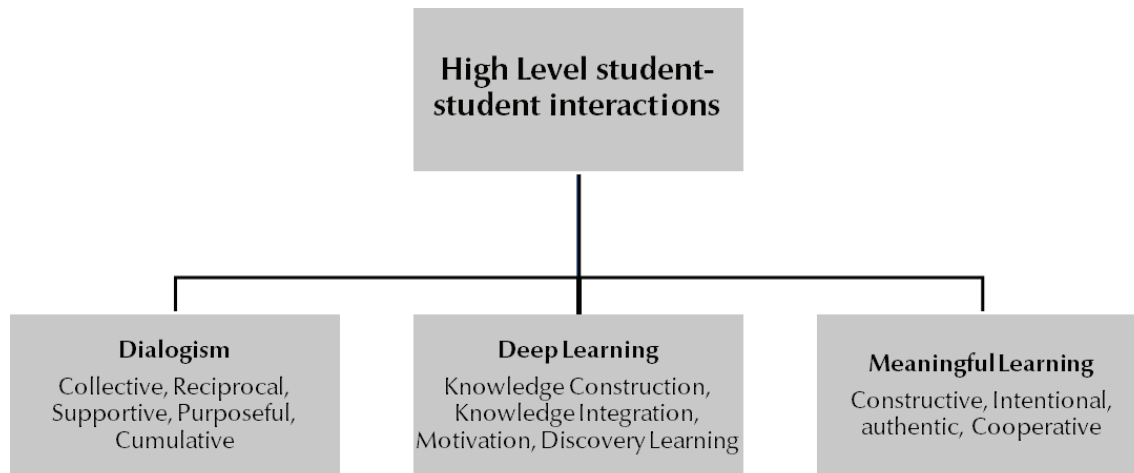 High Level student-
student interactions
Dialogism
Collective, Reciprocal,
Supportive, Purposeful,
Cumulative
Deep Learning
Knowledge Construction,
Knowledge Integration,
Motivation, Discovery Learning
Meaningful Learning
Constructive, Intentional,
authentic, Cooperative